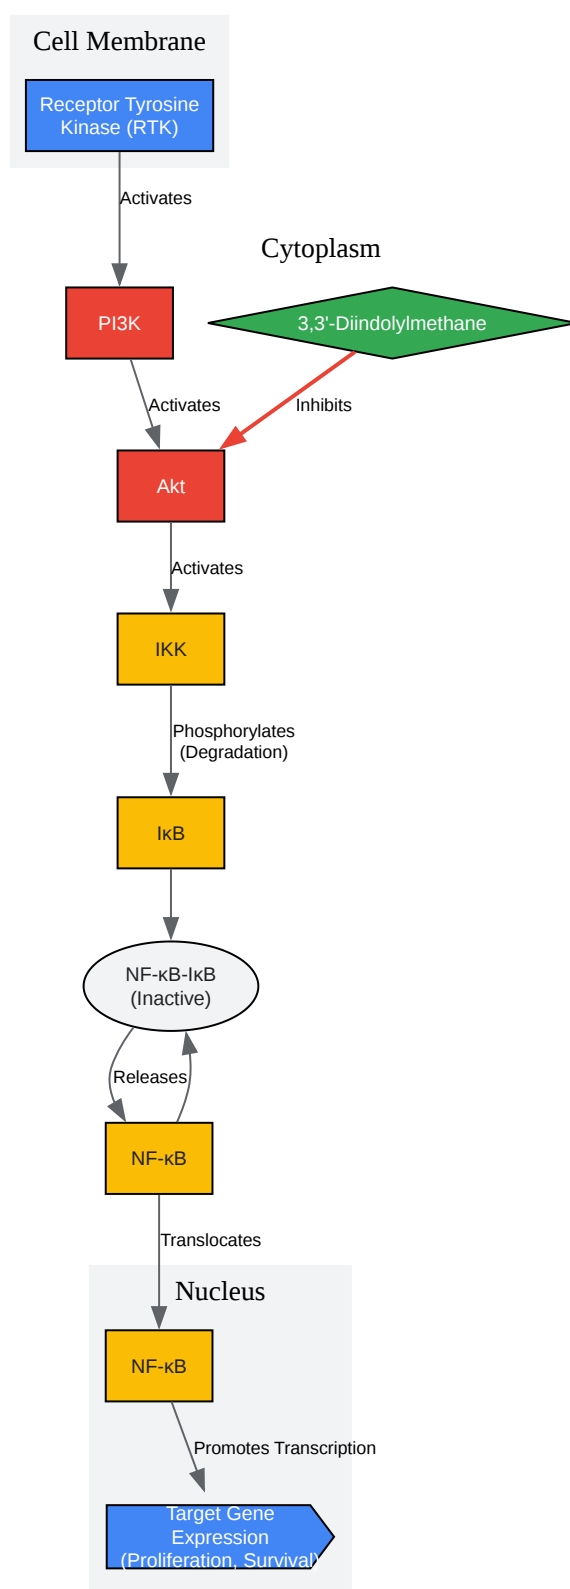 Cell Membrane
Receptor Tyrosine
Kinase (RTK)
Activates
Cytoplasm
PI3K
3,3'-Diindolylmethane
Activates
Inhibits
Akt
Activates
IKK
Phosphorylates
(Degradation)
IκB
NF-κB-IκB
(Inactive)
Releases
NF-κB
Translocates
Nucleus
NF-κB
Promotes Transcription
Target Gene
Expression
(Proliferation, Survival)